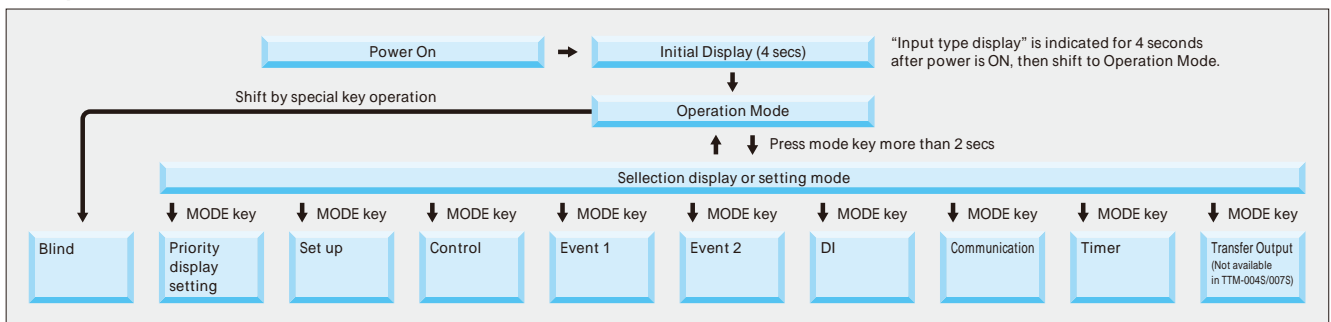 Power On
Initial Display (4 secs)
“Input type display” is indicated for 4 seconds
after power is ON, then shift to Operation Mode.
Shift by special key operation
Operation Mode
Press mode key more than 2 secs
Sellection display or setting mode
MODE key
MODE key
MODE key
MODE key
MODE key
MODE key
MODE key
MODE key
MODE key
Blind
Priority
display
setting
Set up
Control
Event 1
Event 2
DI
Communication
Timer
Transfer Output
(Not available
in TTM-004S/007S)